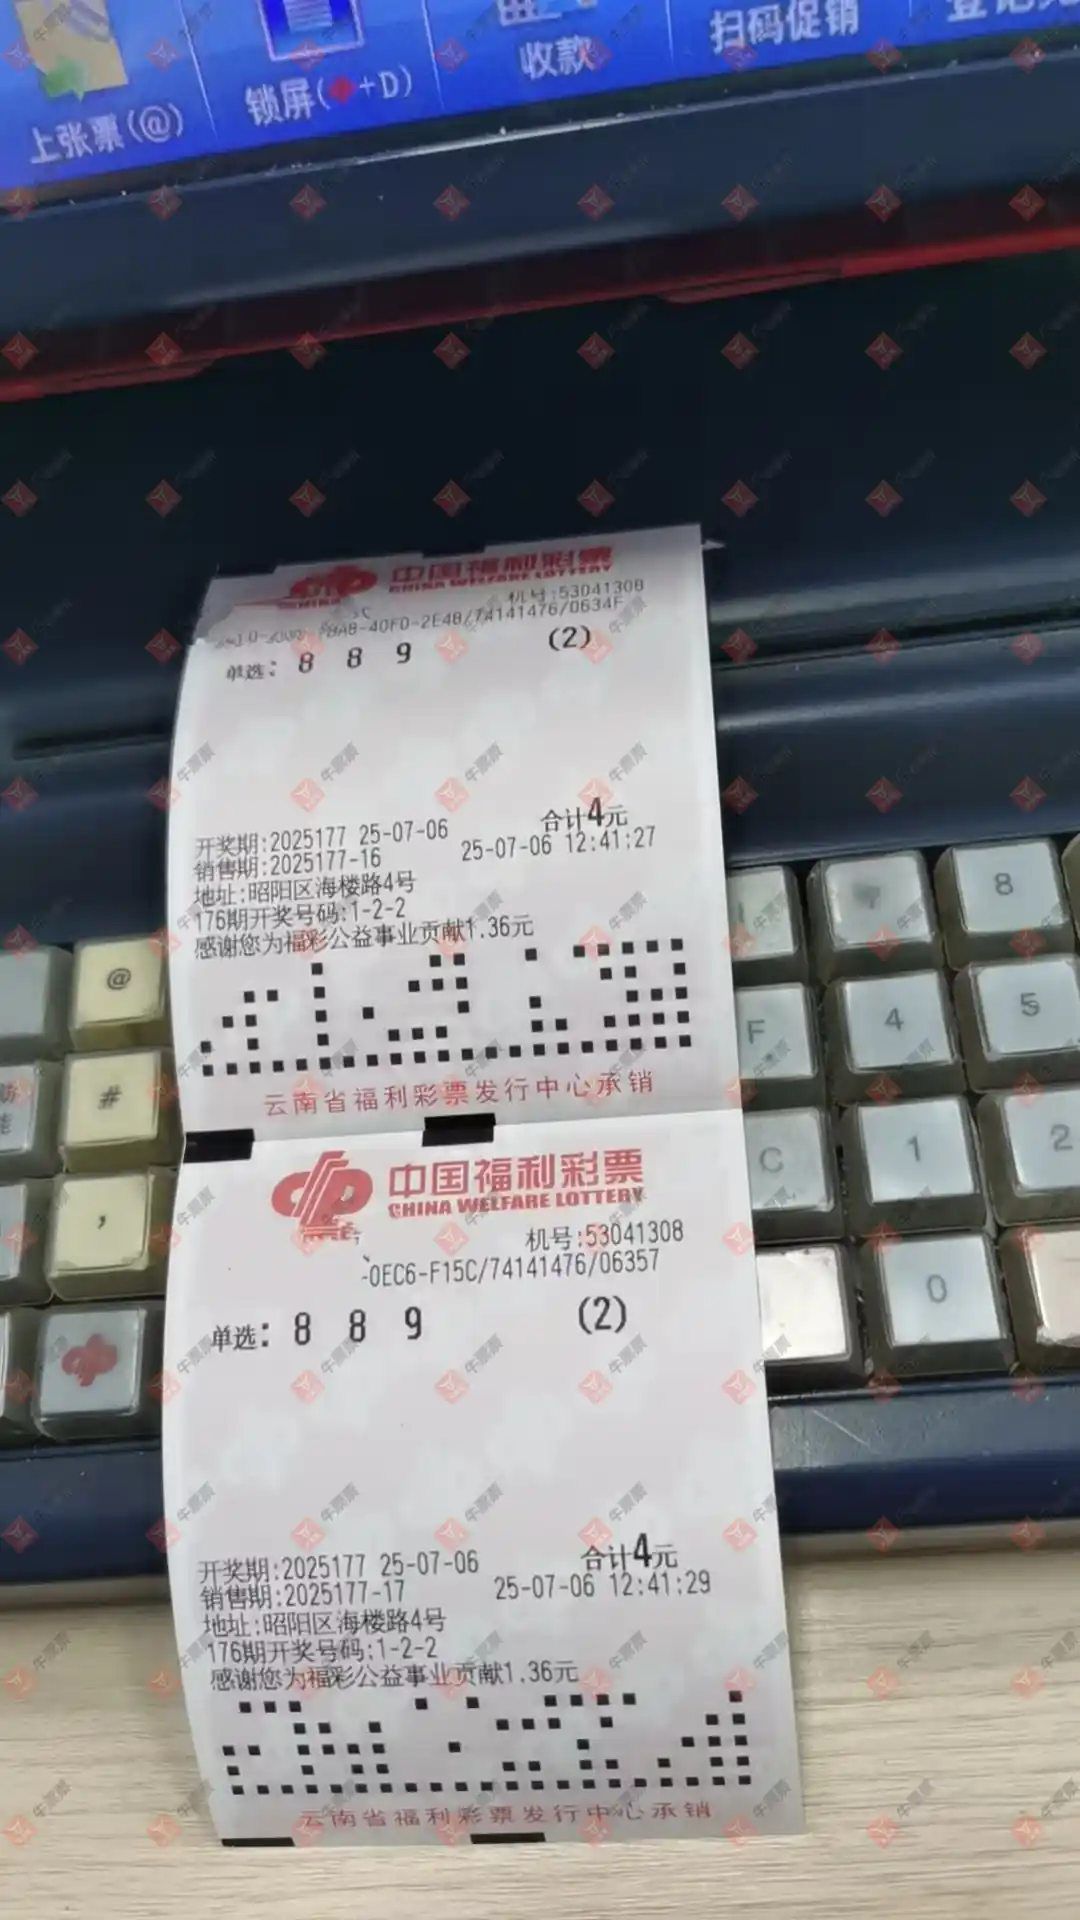 上张票(@)
锁屏(+D)
收款
扫码促销
中国福利彩票
CHINA WELFARE LOTTERY
机号:53041308
-40F0-2E48/74141476/0634F
单选: 8 8 9 (2)
合计4元
开奖期:2025177 25-07-06
销售期:2025177-16 25-07-06 12:41:27
地址:昭阳区海楼路4号
176期开奖号码:1-2-2
感谢您为福彩公益事业贡献1.36元
云南省福利彩票发行中心承销
中国福利彩票
CHINA WELFARE LOTTERY
机号:53041308
-0EC6-F15C/74141476/06357
单选: 8 8 9 (2)
合计4元
开奖期:2025177 25-07-06
销售期:2025177-17 25-07-06 12:41:29
地址:昭阳区海楼路4号
176期开奖号码:1-2-2
感谢您为福彩公益事业贡献1.36元
云南省福利彩票发行中心承销
8
@
F
4
5
#
C
1
2
,
0
牛票票